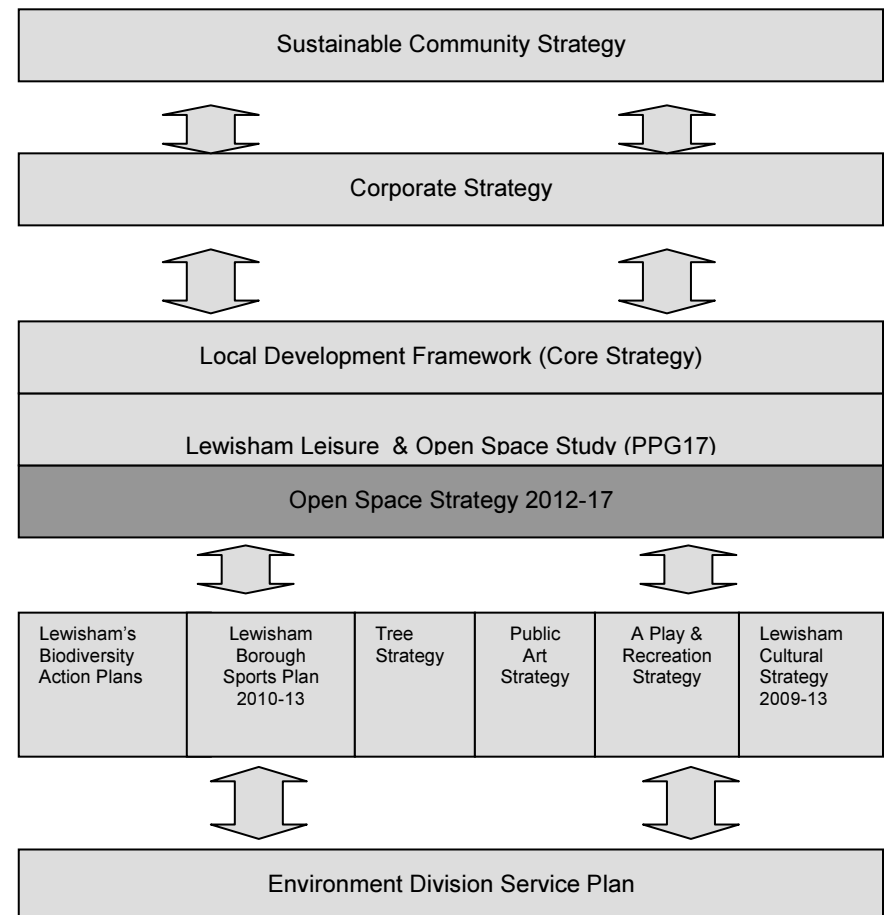 Sustainable Community Strategy
Corporate Strategy
Local Development Framework (Core Strategy)
Lewisham Leisure & Open Space Study (PPG17)
Open Space Strategy 2012-17
Lewisham's
Biodiversity
Action Plans
Lewisham
Borough
Sports Plan
2010-13
Tree
Strategy
Public
Art
Strategy
A Play &
Recreation
Strategy
Lewisham
Cultural
Strategy
2009-13
Environment Division Service Plan